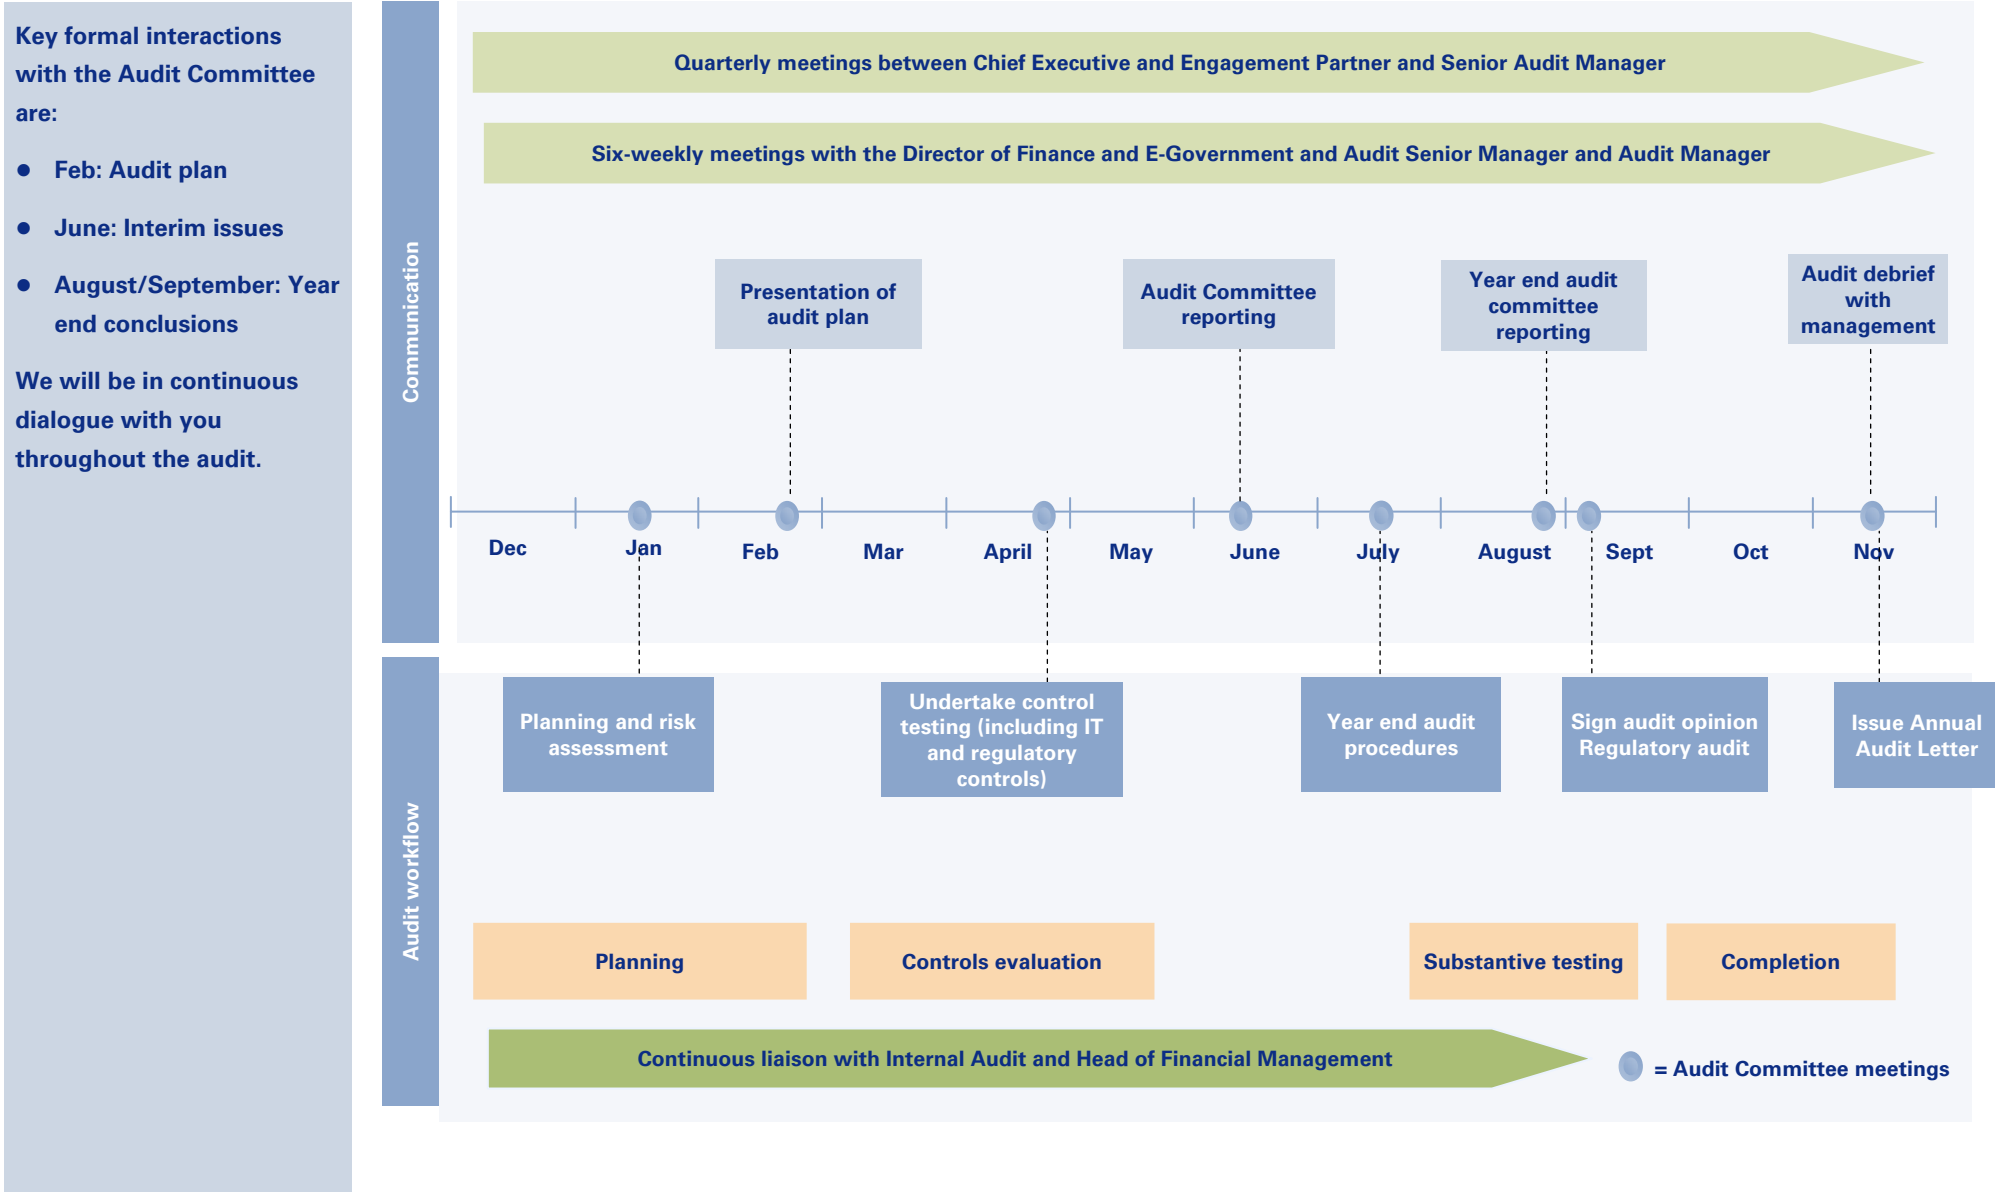 Key formal interactions
with the Audit Committee
are:
● Feb: Audit plan
● June: Interim issues
● August/September: Year
end conclusions
We will be in continuous
dialogue with you
throughout the audit.
Communication
Quarterly meetings between Chief Executive and Engagement Partner and Senior Audit Manager
Six-weekly meetings with the Director of Finance and E-Government and Audit Senior Manager and Audit Manager
Presentation of
audit plan
Audit Committee
reporting
Year end audit
committee
reporting
Audit debrief
with
management
Dec Jan Feb Mar April May June July August Sept Oct Nov
Audit workflow
Planning and risk
assessment
Undertake control
testing (including IT
and regulatory
controls)
Year end audit
procedures
Sign audit opinion
Regulatory audit
Issue Annual
Audit Letter
Planning
Controls evaluation
Substantive testing
Completion
Continuous liaison with Internal Audit and Head of Financial Management
= Audit Committee meetings